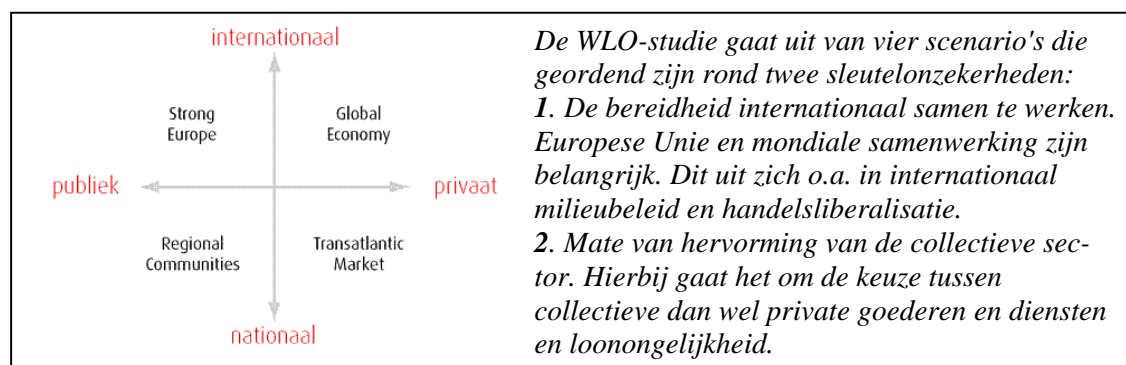 internationaal
Strong
Europe
Global
Economy
publiek
privaat
Regional
Communities
Transatlantic
Market
nationaal
De WLO-studie gaat uit van vier scenario's die
geordend zijn rond twee sleutelonzekerheden:
1. De bereidheid internationaal samen te werken.
Europese Unie en mondiale samenwerking zijn
belangrijk. Dit uit zich o.a. in internationaal
milieubeleid en handelsliberalisatie.
2. Mate van hervorming van de collectieve sec-
tor. Hierbij gaat het om de keuze tussen
collectieve dan wel private goederen en diensten
en loonongelijkheid.